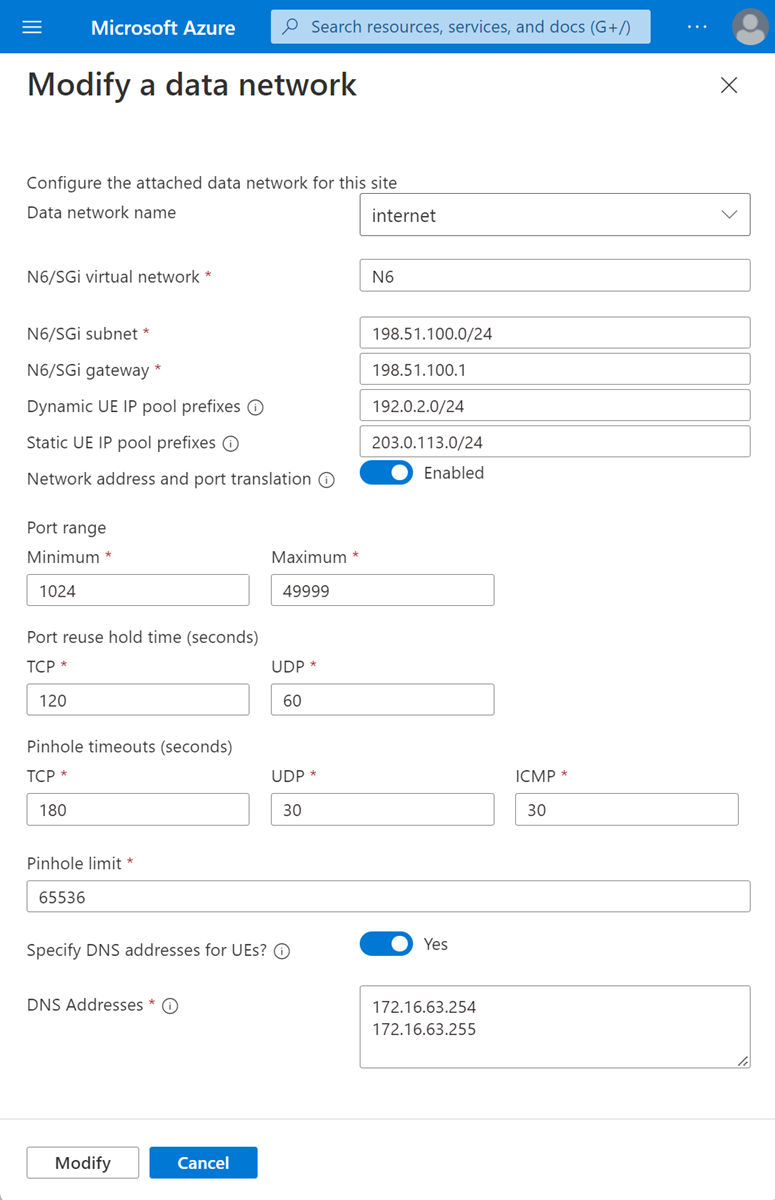 Microsoft Azure
Search resources, services, and docs (G+/)
Modify a data network
Configure the attached data network for this site
Data network name
internet
N6/SGi virtual network *
N6
N6/SGi subnet *
198.51.100.0/24
N6/SGi gateway *
198.51.100.1
Dynamic UE IP pool prefixes
192.0.2.0/24
Static UE IP pool prefixes
203.0.113.0/24
Network address and port translation
Enabled
Port range
Minimum * Maximum *
1024 49999
Port reuse hold time (seconds)
TCP * UDP *
120 60
Pinhole timeouts (seconds)
TCP * UDP * ICMP *
180 30 30
Pinhole limit *
65536
Specify DNS addresses for UEs?
Yes
DNS Addresses *
172.16.63.254
172.16.63.255
Modify Cancel